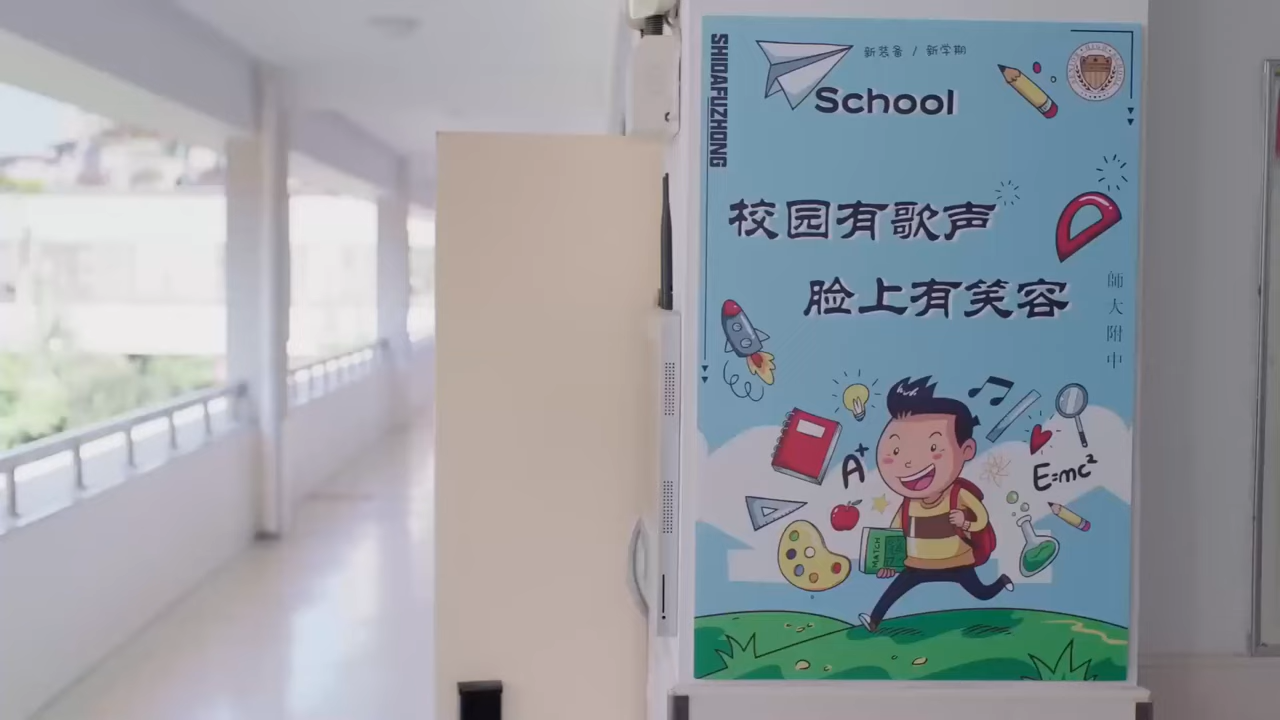 SHIDAFUZHONG
新装备 / 新学期
School
校园有歌声
脸上有笑容
師大附中
A+
E=mc²
MATCH